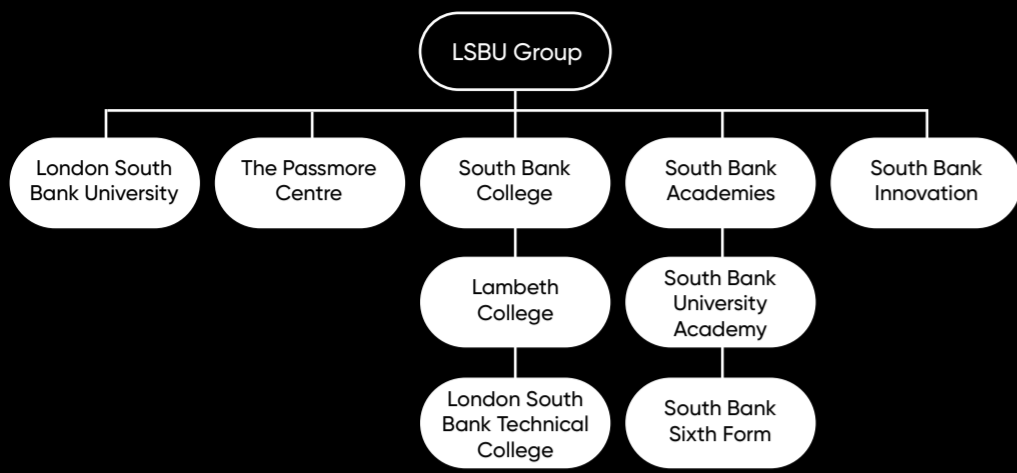 LSBU Group
London South
Bank University
The Passmore
Centre
South Bank
College
South Bank
Academies
South Bank
Innovation
Lambeth
College
South Bank
University
Academy
London South
Bank Technical
College
South Bank
Sixth Form